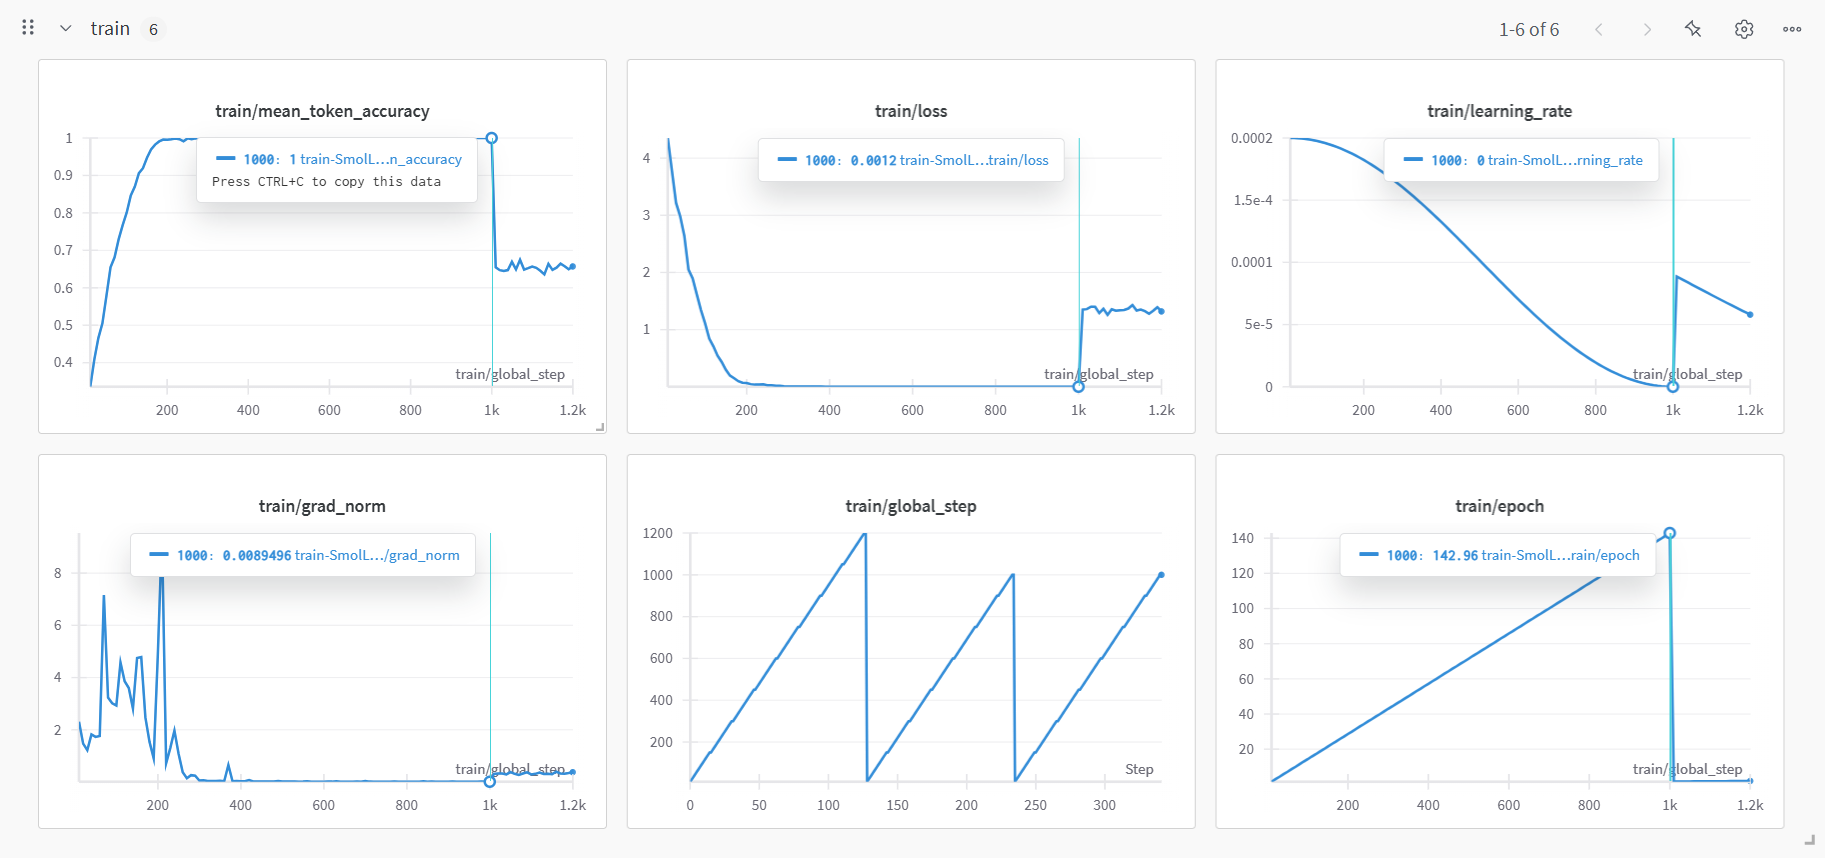 train 6
1-6 of 6
train/mean_token_accuracy
1
0.9
0.8
0.7
0.6
0.5
0.4
1000: 1 train-SmolL…n_accuracy
Press CTRL+C to copy this data
train/global_step
200 400 600 800 1k 1.2k
train/loss
4
3
2
1
1000: 0.0012 train-SmolL…train/loss
train/global_step
200 400 600 800 1k 1.2k
train/learning_rate
0.0002
1.5e-4
0.0001
5e-5
0
1000: 0 train-SmolL…rning_rate
train/global_step
200 400 600 800 1k 1.2k
train/grad_norm
8
6
4
2
1000: 0.0089496 train-SmolL…/grad_norm
train/global_step
200 400 600 800 1k 1.2k
train/global_step
1200
1000
800
600
400
200
Step
0 50 100 150 200 250 300
train/epoch
140
120
100
80
60
40
20
1000: 142.96 train-SmolL…rain/epoch
train/global_step
200 400 600 800 1k 1.2k